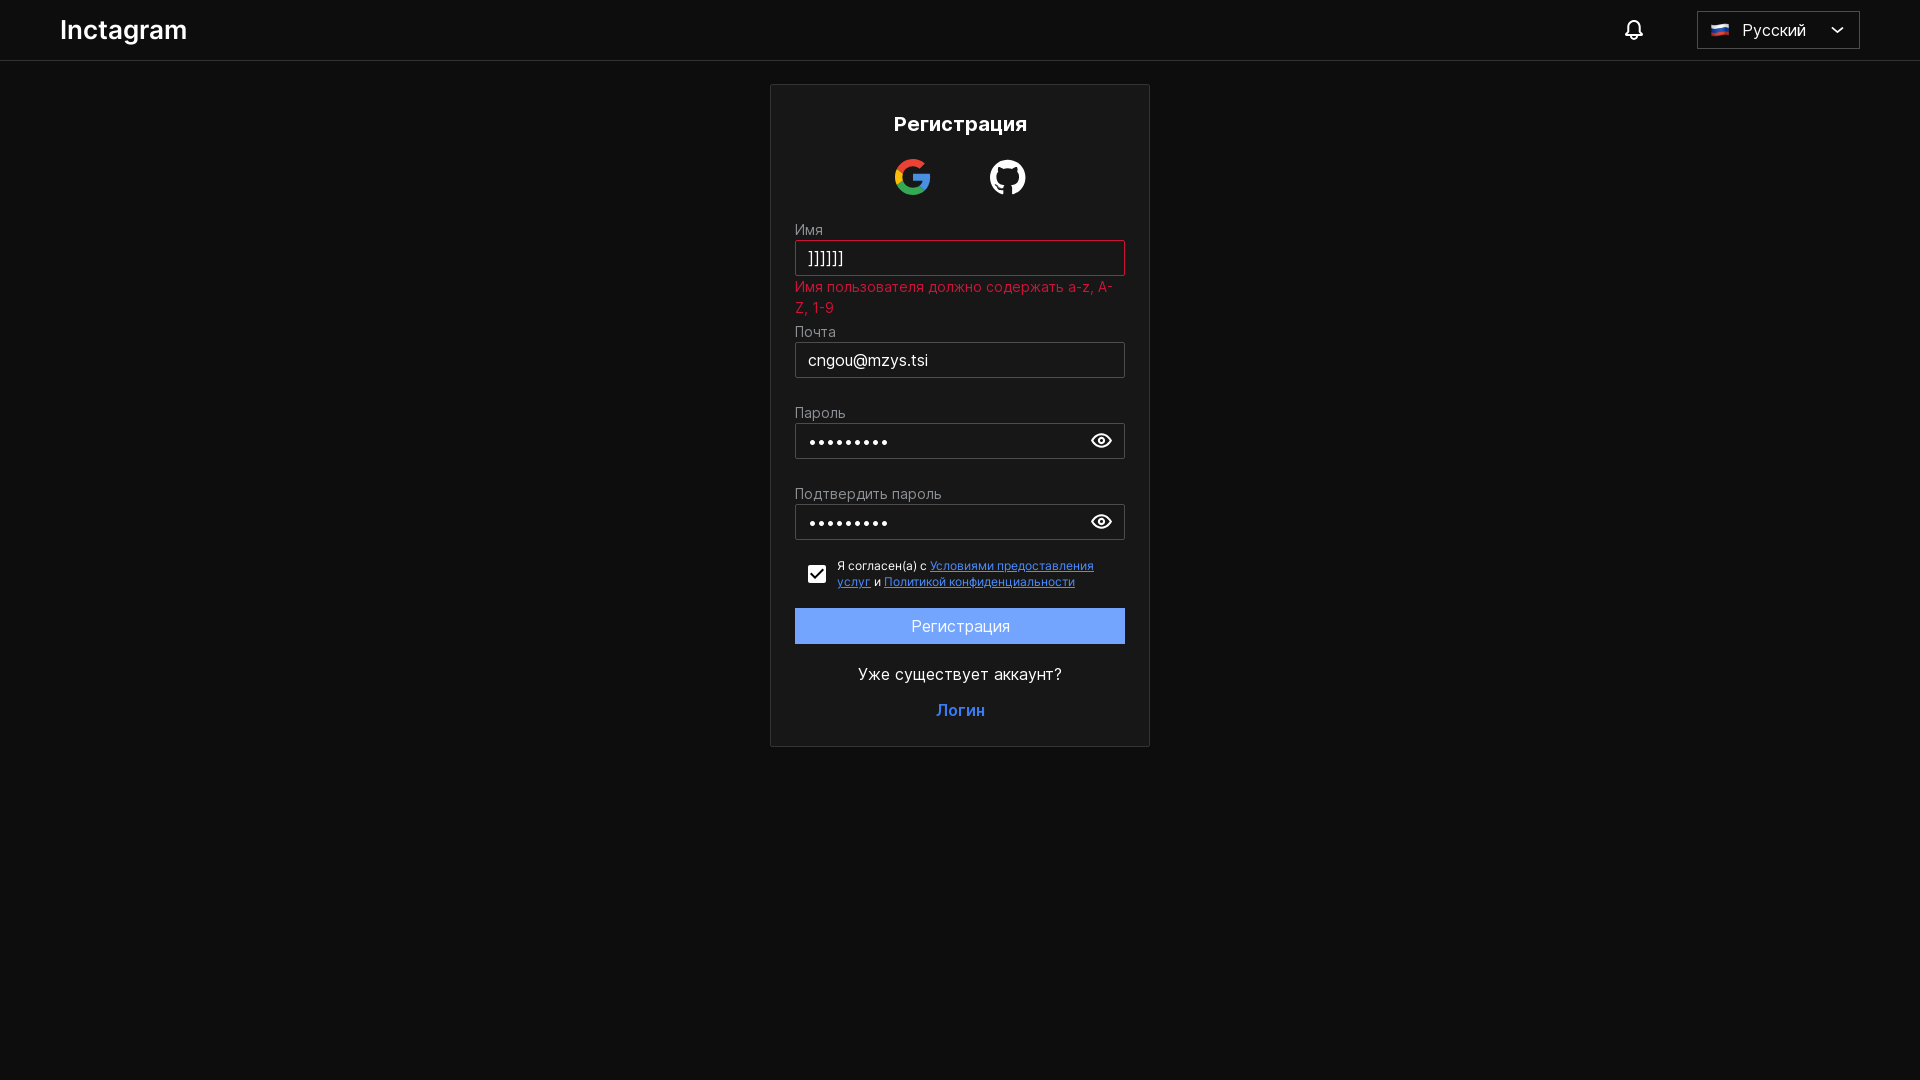 Inctagram
Русский
Регистрация
Имя
]]]]]]
Имя пользователя должно содержать a-z, A-
Z, 1-9
Почта
cngou@mzys.tsi
Пароль
•••••••••
Подтвердить пароль
•••••••••
Я согласен(а) с Условиями предоставления
услуг и Политикой конфиденциальности
Регистрация
Уже существует аккаунт?
Логин